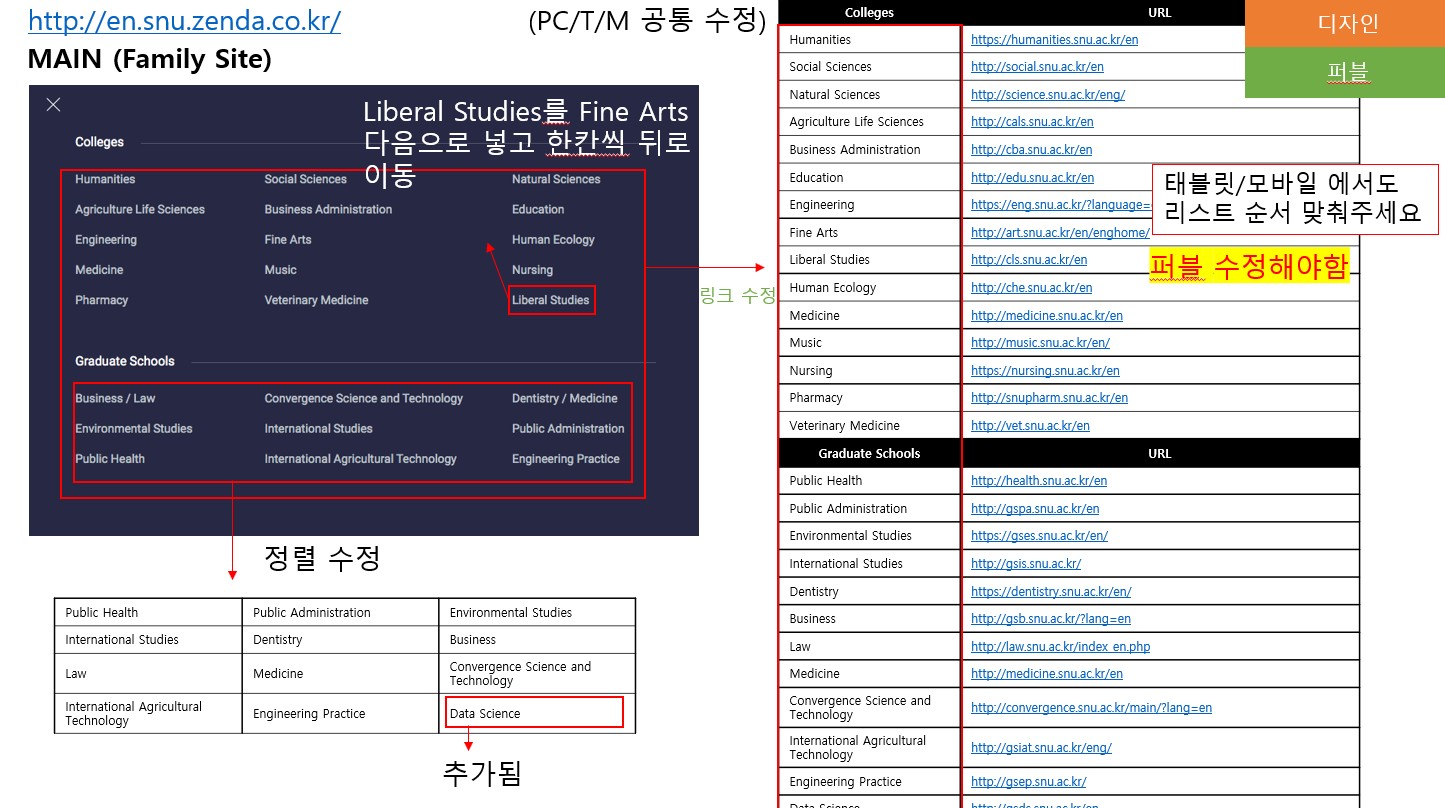 http://en.snu.zenda.co.kr/
(PC/T/M 공통 수정)
MAIN (Family Site)
Liberal Studies를 Fine Arts
다음으로 넣고 한칸씩 뒤로
이동
Colleges
Humanities Social Sciences Natural Sciences
Agriculture Life Sciences Business Administration Education
Engineering Fine Arts Human Ecology
Medicine Music Nursing
Pharmacy Veterinary Medicine Liberal Studies
Graduate Schools
Business / Law Convergence Science and Technology Dentistry / Medicine
Environmental Studies International Studies Public Administration
Public Health International Agricultural Technology Engineering Practice
정렬 수정
Public Health Public Administration Environmental Studies
International Studies Dentistry Business
Law Medicine Convergence Science and
Technology
International Agricultural
Technology Engineering Practice Data Science
추가됨
링크 수정
Colleges URL
Humanities https://humanities.snu.ac.kr/en
Social Sciences http://social.snu.ac.kr/en
Natural Sciences http://science.snu.ac.kr/eng/
Agriculture Life Sciences http://cals.snu.ac.kr/en
Business Administration http://cba.snu.ac.kr/en
Education http://edu.snu.ac.kr/en
Engineering https://eng.snu.ac.kr/?language=
Fine Arts http://art.snu.ac.kr/en/enghome/
Liberal Studies http://cls.snu.ac.kr/en
Human Ecology http://che.snu.ac.kr/en
Medicine http://medicine.snu.ac.kr/en
Music http://music.snu.ac.kr/en/
Nursing https://nursing.snu.ac.kr/en
Pharmacy http://snupharm.snu.ac.kr/en
Veterinary Medicine http://vet.snu.ac.kr/en
Graduate Schools URL
Public Health http://health.snu.ac.kr/en
Public Administration http://gspa.snu.ac.kr/en
Environmental Studies https://gses.snu.ac.kr/en/
International Studies http://gsis.snu.ac.kr/
Dentistry https://dentistry.snu.ac.kr/en/
Business http://gsb.snu.ac.kr/?lang=en
Law http://law.snu.ac.kr/index_en.php
Medicine http://medicine.snu.ac.kr/en
Convergence Science and
Technology http://convergence.snu.ac.kr/main/?lang=en
International Agricultural
Technology http://gsiat.snu.ac.kr/eng/
Engineering Practice http://gsep.snu.ac.kr/
Data Science http://gsds.snu.ac.kr/en
디자인
퍼블
태블릿/모바일 에서도
리스트 순서 맞춰주세요
퍼블 수정해야함